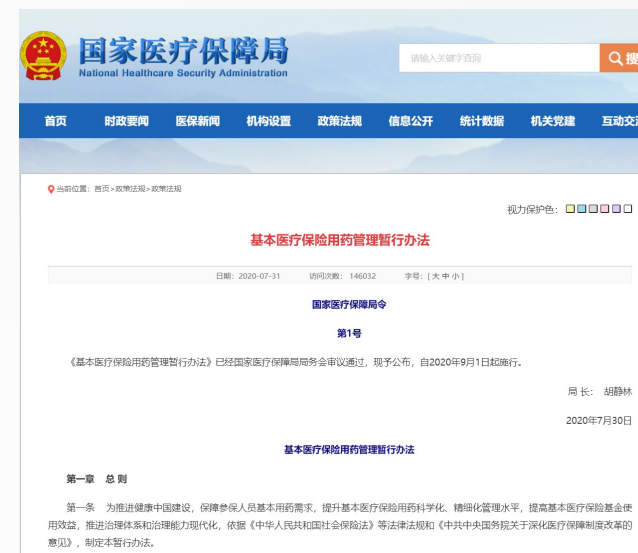 国家医疗保障局
National Healthcare Security Administration
请输入关键字查询
搜
首页 时政要闻 医保新闻 机构设置 政策法规 信息公开 统计数据 机关党建 互动交流
当前位置：首页>政策法规>政策法规
视力保护色：
基本医疗保险用药管理暂行办法
日期：2020-07-31 访问次数：146032 字号：[大 中 小]
国家医疗保障局令
第1号
《基本医疗保险用药管理暂行办法》已经国家医疗保障局局务会审议通过，现予公布，自2020年9月1日起施行。
局 长： 胡静林
2020年7月30日
基本医疗保险用药管理暂行办法
第一章 总 则
第一条 为推进健康中国建设，保障参保人员基本用药需求，提升基本医疗保险用药科学化、精细化管理水平，提高基本医疗保险基金使
用效益，推进治理体系和治理能力现代化，依据《中华人民共和国社会保险法》等法律法规和《中共中央国务院关于深化医疗保障制度改革的
意见》，制定本暂行办法。